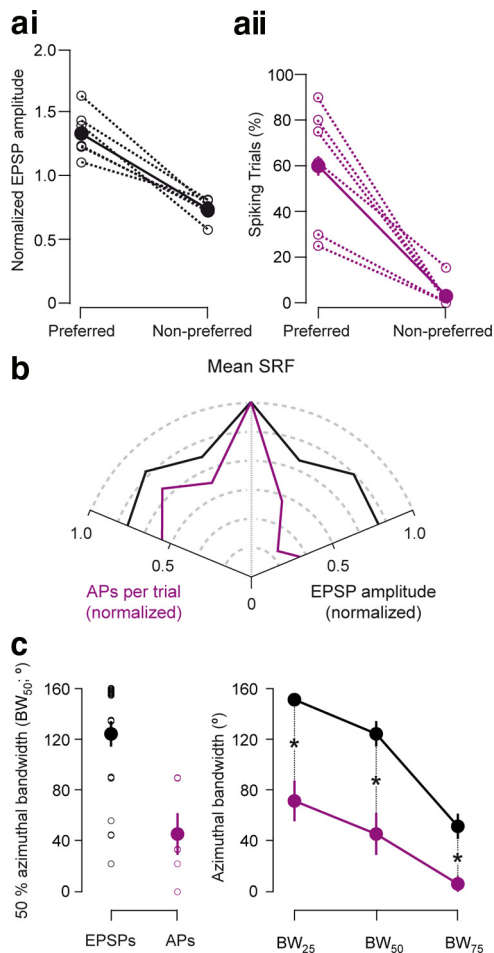 ai
aii
2.0
1.5
1.0
0.5
0
Normalized EPSP amplitude
Preferred
Non-preferred
100
80
60
40
20
0
Spiking Trials (%)
Preferred
Non-preferred
b
Mean SRF
1.0
0.5
0
0.5
1.0
APs per trial
(normalized)
EPSP amplitude
(normalized)
c
160
120
80
40
0
50 % azimuthal bandwidth (BW50; º)
EPSPs
APs
160
120
80
40
0
Azimuthal bandwidth (º)
*
*
*
BW25
BW50
BW75